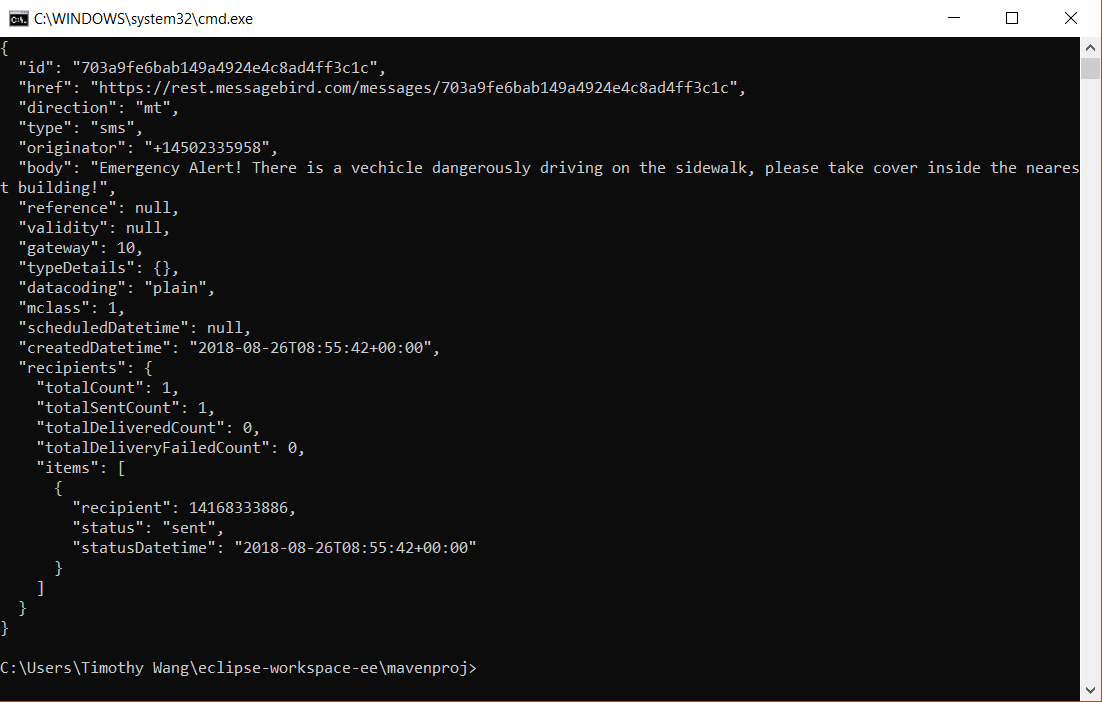 C:\WINDOWS\system32\cmd.exe
{
  "id": "703a9fe6bab149a4924e4c8ad4ff3c1c",
  "href": "https://rest.messagebird.com/messages/703a9fe6bab149a4924e4c8ad4ff3c1c",
  "direction": "mt",
  "type": "sms",
  "originator": "+14502335958",
  "body": "Emergency Alert! There is a vechicle dangerously driving on the sidewalk, please take cover inside the neares
t building!",
  "reference": null,
  "validity": null,
  "gateway": 10,
  "typeDetails": {},
  "datacoding": "plain",
  "mclass": 1,
  "scheduledDatetime": null,
  "createdDatetime": "2018-08-26T08:55:42+00:00",
  "recipients": {
    "totalCount": 1,
    "totalSentCount": 1,
    "totalDeliveredCount": 0,
    "totalDeliveryFailedCount": 0,
    "items": [
      {
        "recipient": 14168333886,
        "status": "sent",
        "statusDatetime": "2018-08-26T08:55:42+00:00"
      }
    ]
  }
}
C:\Users\Timothy Wang\eclipse-workspace-ee\mavenproj>